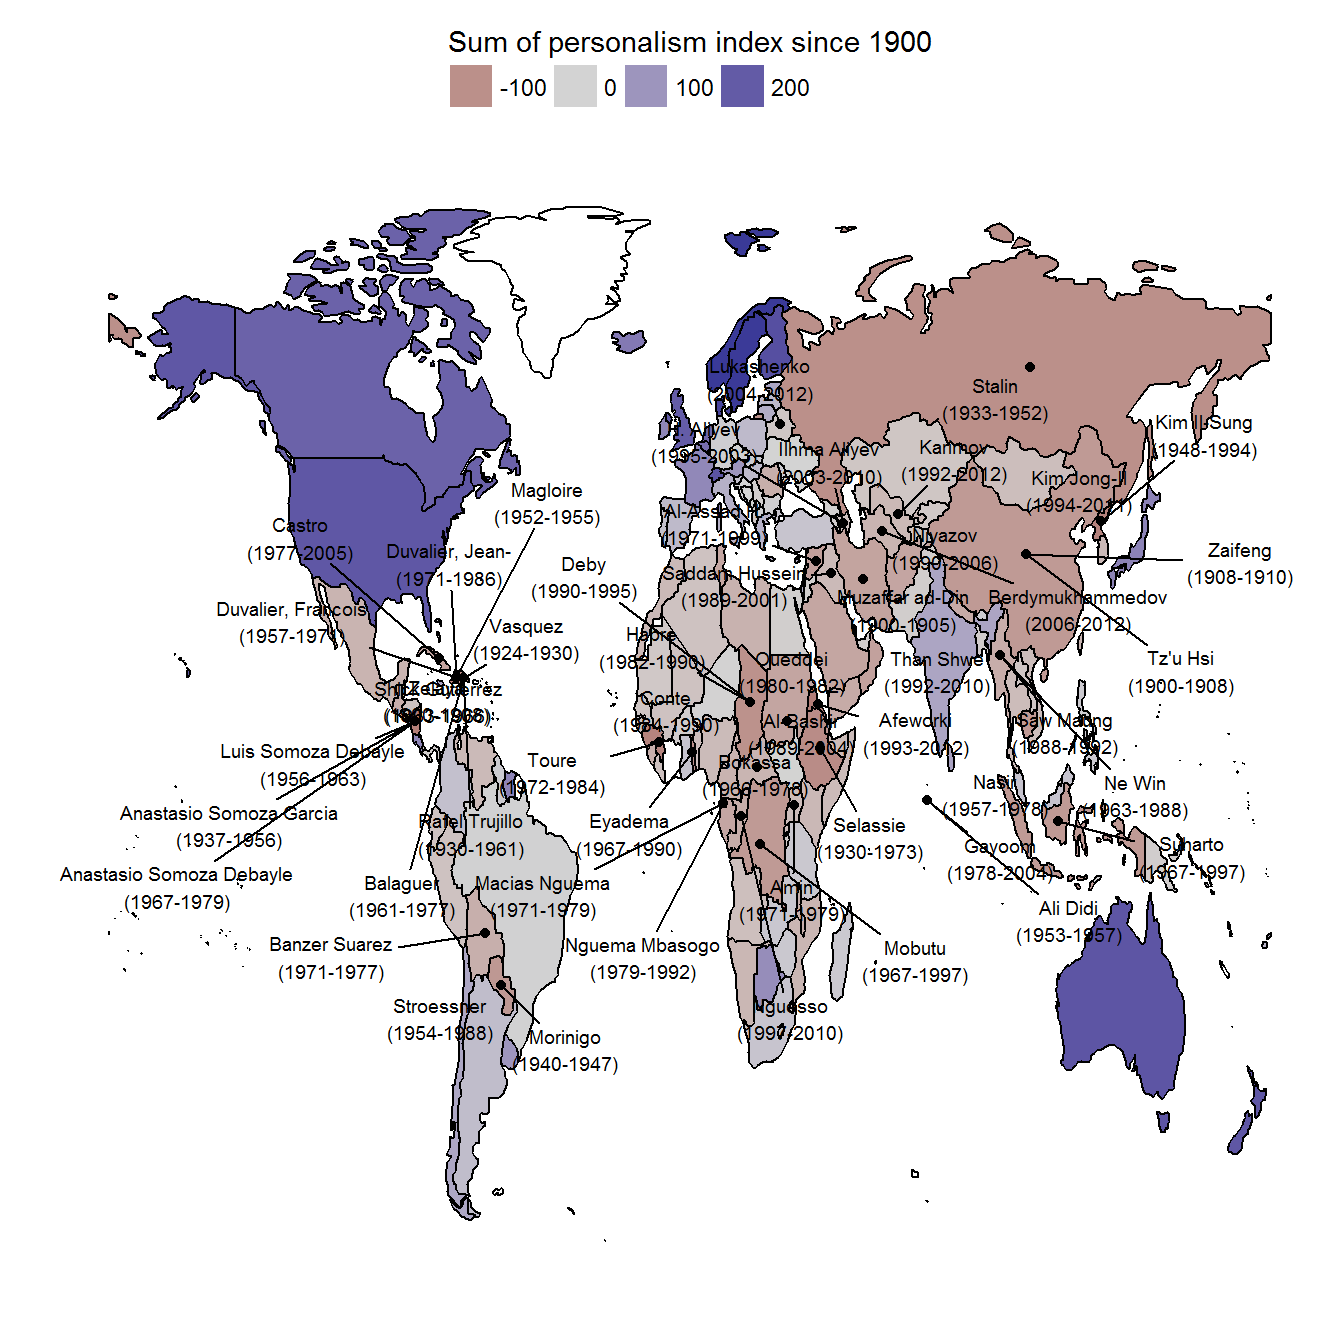 Sum of personalism index since 1900
-100
0
100
200
Lukashenko
(2004-2012)
Stalin
(1933-1952)
Kim Il-Sung
(1948-1994)
H. Aliyev
(1995-2003)
Ilhma Aliyev
(2003-2010)
Karimov
(1992-2012)
Kim Jong-Il
(1994-2011)
Magloire
(1952-1955)
Castro
(1977-2005)
Al-Assad
(1971-1999)
Niyazov
(1990-2006)
Zaifeng
(1908-1910)
Duvalier, Jean-
(1971-1986)
Deby
(1990-1995)
Saddam Hussein
(1989-2001)
Muzaffar ad-Din
(1900-1905)
Berdymukhammedov
(2006-2012)
Duvalier, Francois
(1957-1971)
Vasquez
(1924-1930)
Habre
(1982-1990)
Oueddei
(1980-1982)
Than Shwe
(1992-2010)
Tz'u Hsi
(1900-1908)
Gutierrez
Conte
(1984-1990)
Al-Bashir
(1989-2004)
Afeworki
(1993-2012)
Saw Maung
(1988-1992)
Luis Somoza Debayle
(1956-1963)
Toure
(1972-1984)
Bokassa
(1966-1978)
Nasir
(1957-1978)
Ne Win
(1963-1988)
Anastasio Somoza Garcia
(1937-1956)
Rafel Trujillo
(1930-1961)
Eyadema
(1967-1990)
Selassie
(1930-1973)
Gayoom
(1978-2004)
Suharto
(1967-1997)
Anastasio Somoza Debayle
(1967-1979)
Balaguer
(1961-1977)
Macias Nguema
(1971-1979)
Amin
(1971-1979)
Ali Didi
(1953-1957)
Banzer Suarez
(1971-1977)
Nguema Mbasogo
(1979-1992)
Mobutu
(1967-1997)
Stroessner
(1954-1988)
Morinigo
(1940-1947)
Nguesso
(1997-2010)